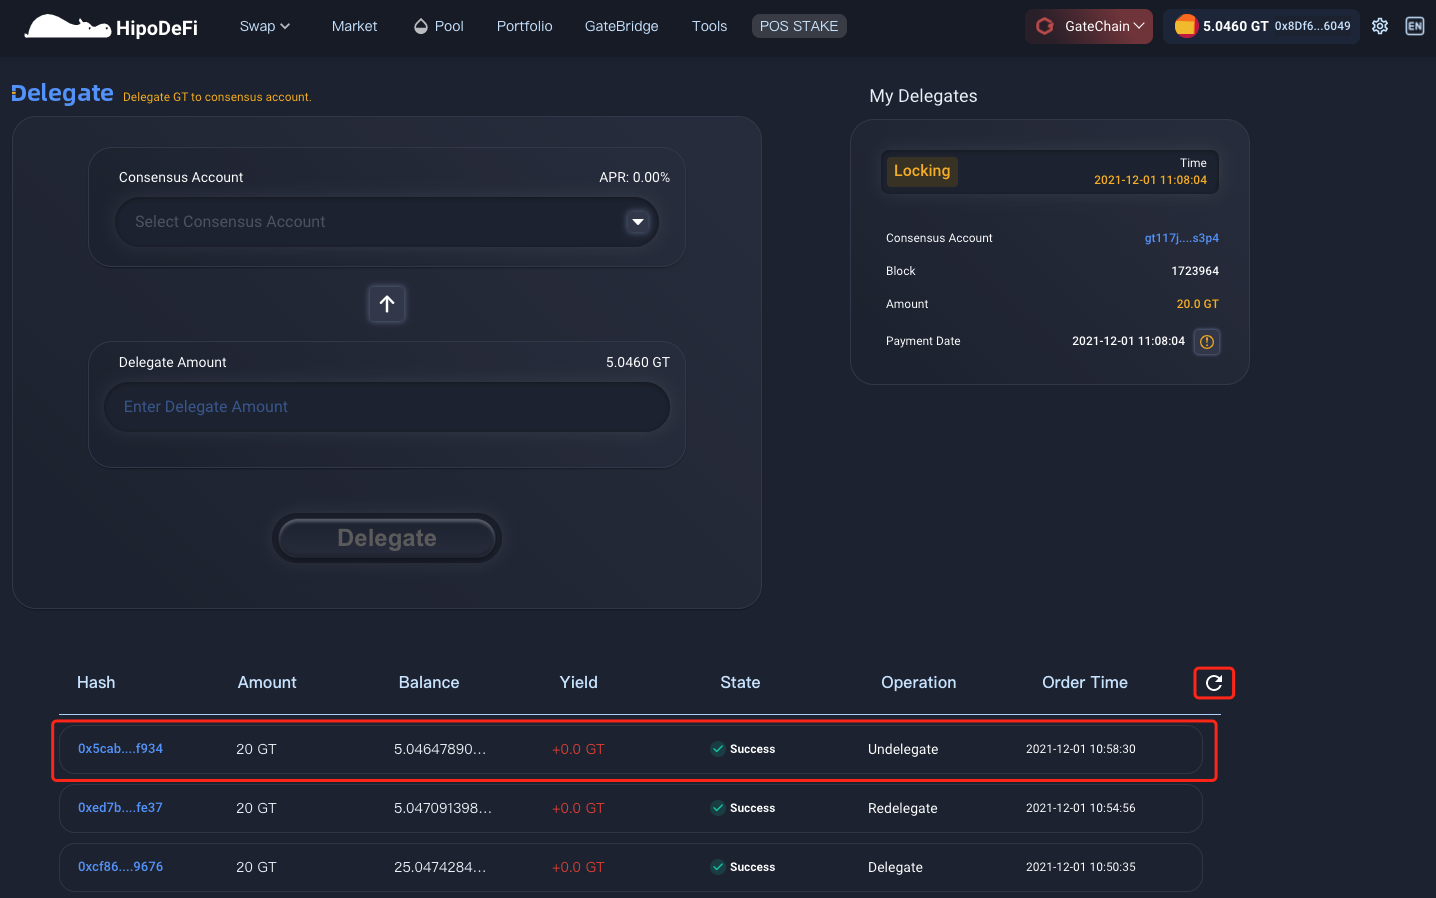 HipoDeFi
Swap
Market
Pool
Portfolio
GateBridge
Tools
POS STAKE
GateChain
5.0460 GT 0x8Df6...6049
EN
Delegate Delegate GT to consensus account.
Consensus Account APR: 0.00%
Select Consensus Account
Delegate Amount 5.0460 GT
Enter Delegate Amount
Delegate
My Delegates
Locking
Time
2021-12-01 11:08:04
Consensus Account gt117j....s3p4
Block 1723964
Amount 20.0 GT
Payment Date 2021-12-01 11:08:04
Hash Amount Balance Yield State Operation Order Time
0x5cab....f934 20 GT 5.04647890... +0.0 GT Success Undelegate 2021-12-01 10:58:30
0xed7b....fe37 20 GT 5.047091398... +0.0 GT Success Redelegate 2021-12-01 10:54:56
0xcf86....9676 20 GT 25.0474284... +0.0 GT Success Delegate 2021-12-01 10:50:35